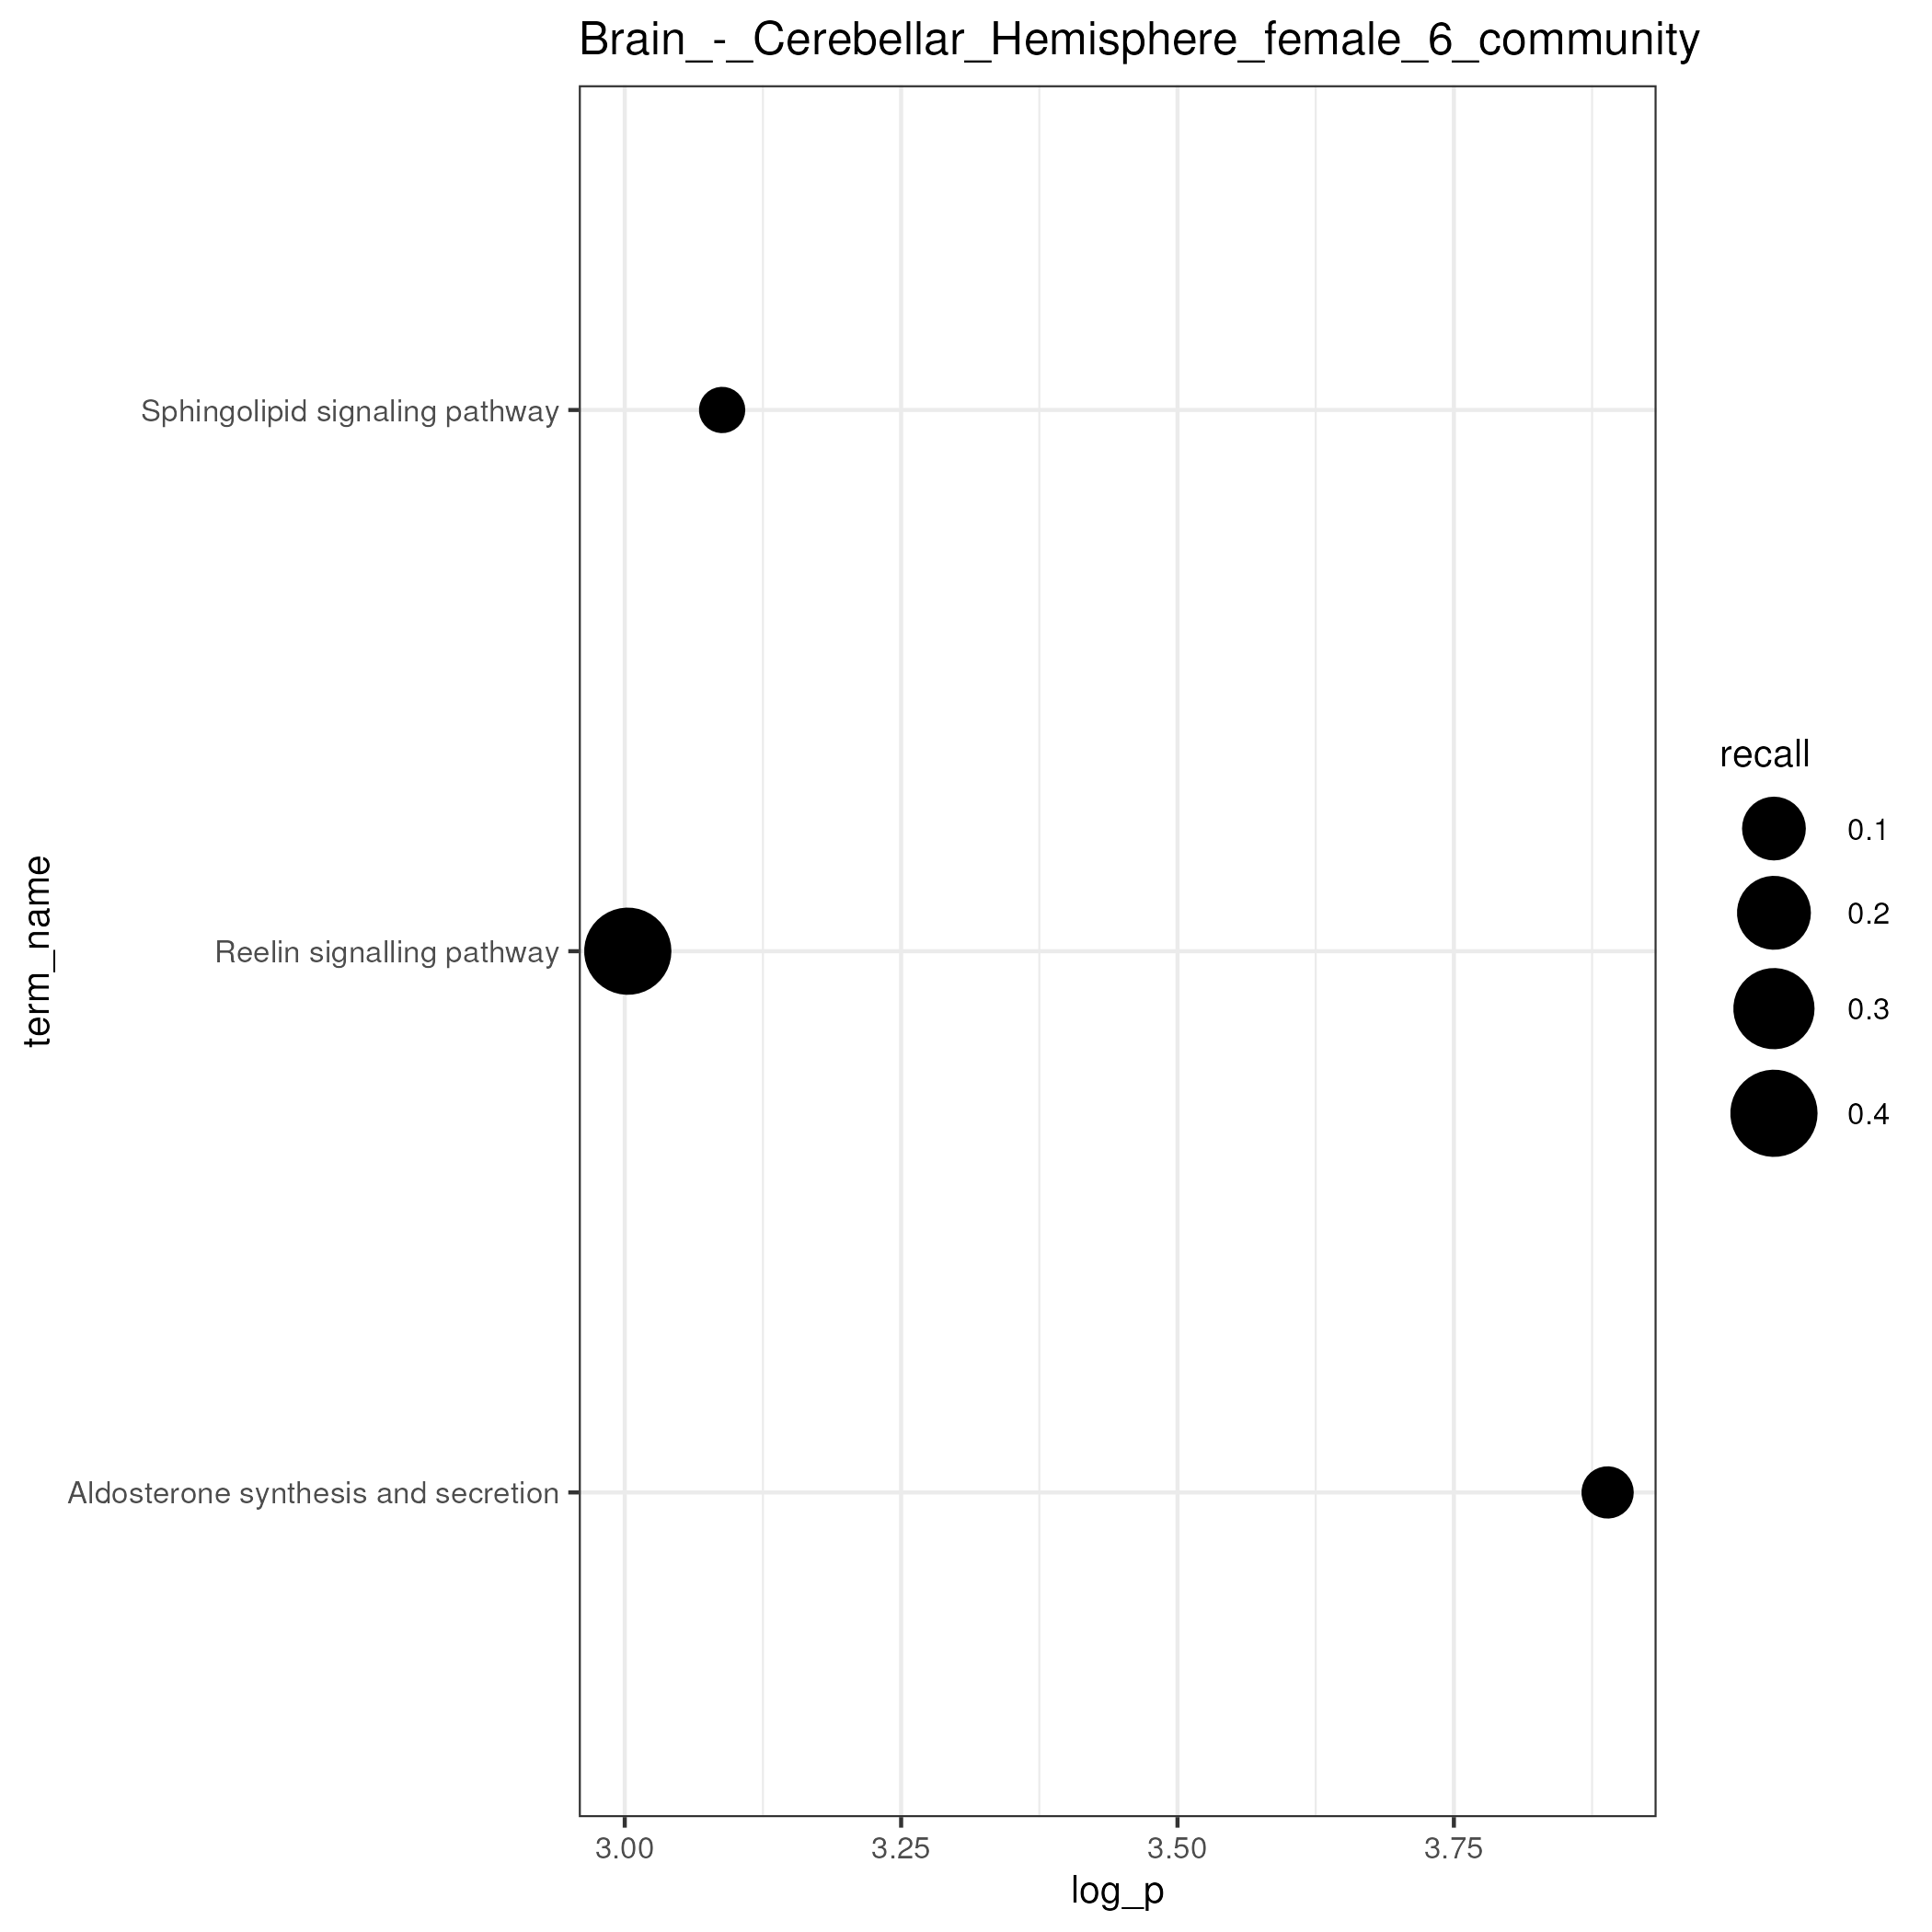 Brain_-_Cerebellar_Hemisphere_female_6_community
Sphingolipid signaling pathway
Reelin signalling pathway
Aldosterone synthesis and secretion
term_name
3.00
3.25
3.50
3.75
log_p
recall
0.1
0.2
0.3
0.4